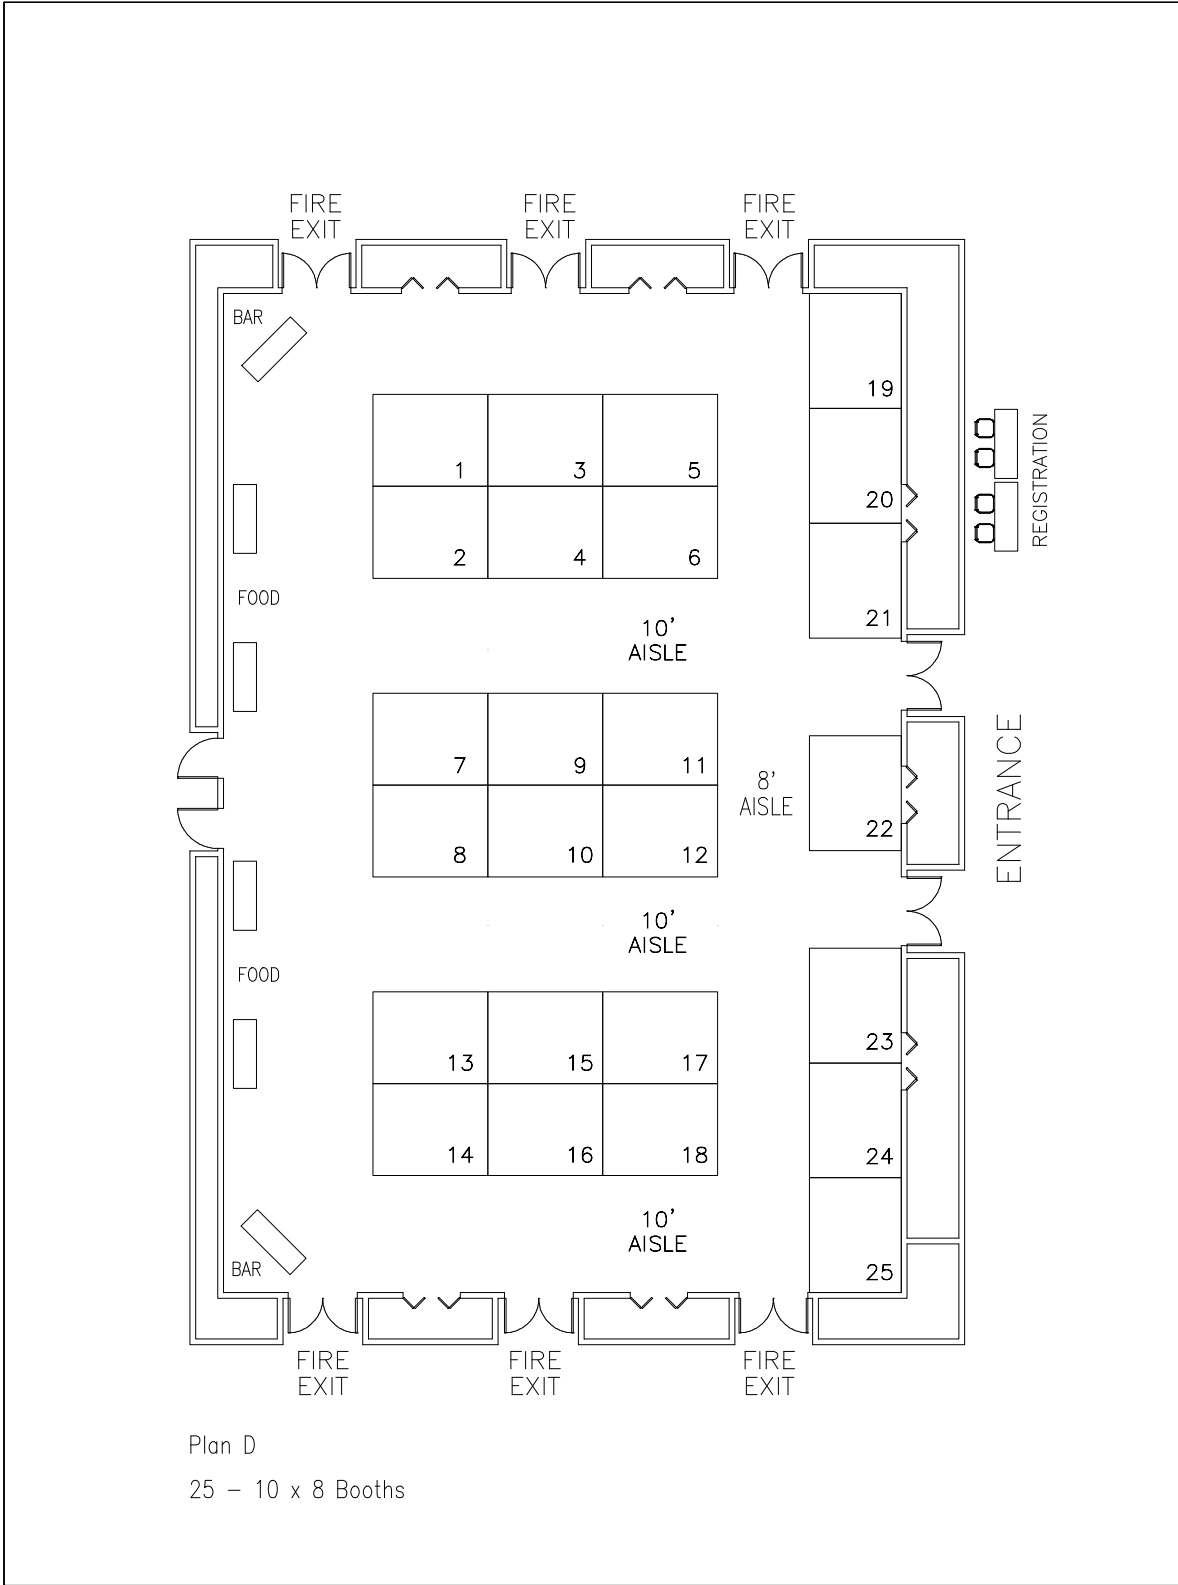 FIRE
EXIT
FIRE
EXIT
FIRE
EXIT
BAR
19
REGISTRATION
1
3
5
20
2
4
6
FOOD
21
10'
AISLE
ENTRANCE
7
9
11
8'
AISLE
22
8
10
12
10'
AISLE
FOOD
23
13
15
17
14
16
18
24
10'
AISLE
BAR
25
FIRE
EXIT
FIRE
EXIT
FIRE
EXIT
Plan D
25 - 10 x 8 Booths